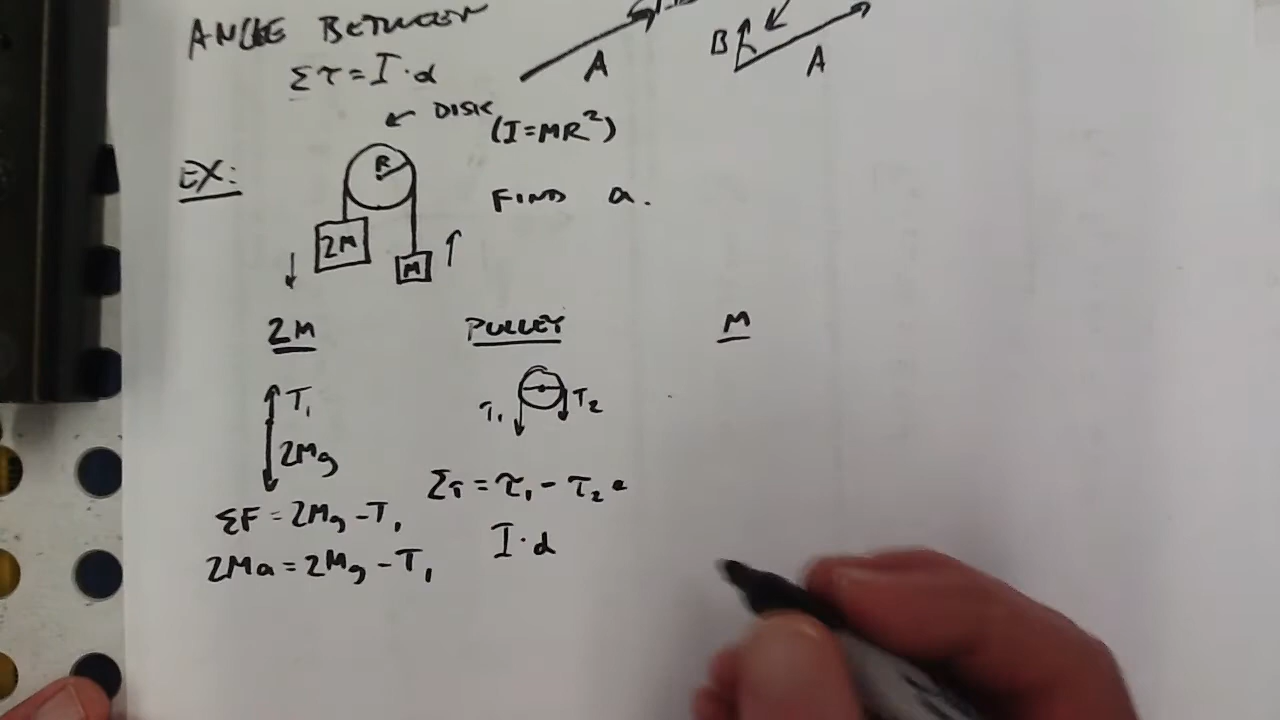 ANGLE BETWEEN
A
B
A
Στ = I·α
DISK (I=MR²)
EX:
R
FIND a.
2M
M
2M
PULLEY
M
T₁
T₁
T₂
2Mg
ΣF = 2Mg - T₁
Στ = τ₁ - τ₂
2Ma = 2Mg - T₁
I·α